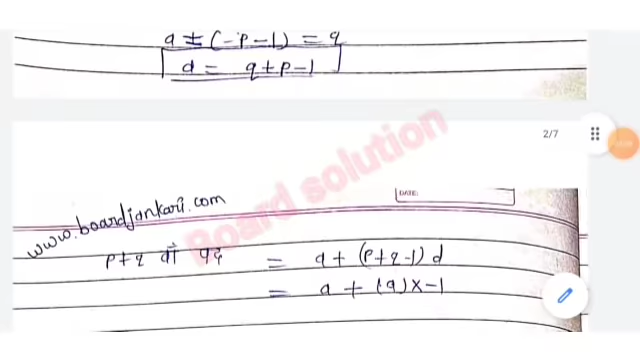 a ± (-p-1) = q
a = q+p-1
2/7
Board solution
DATE:
www.boardjankari.com
p+q वाँ पद = a + (p+q-1)d
= a + (a)x-1